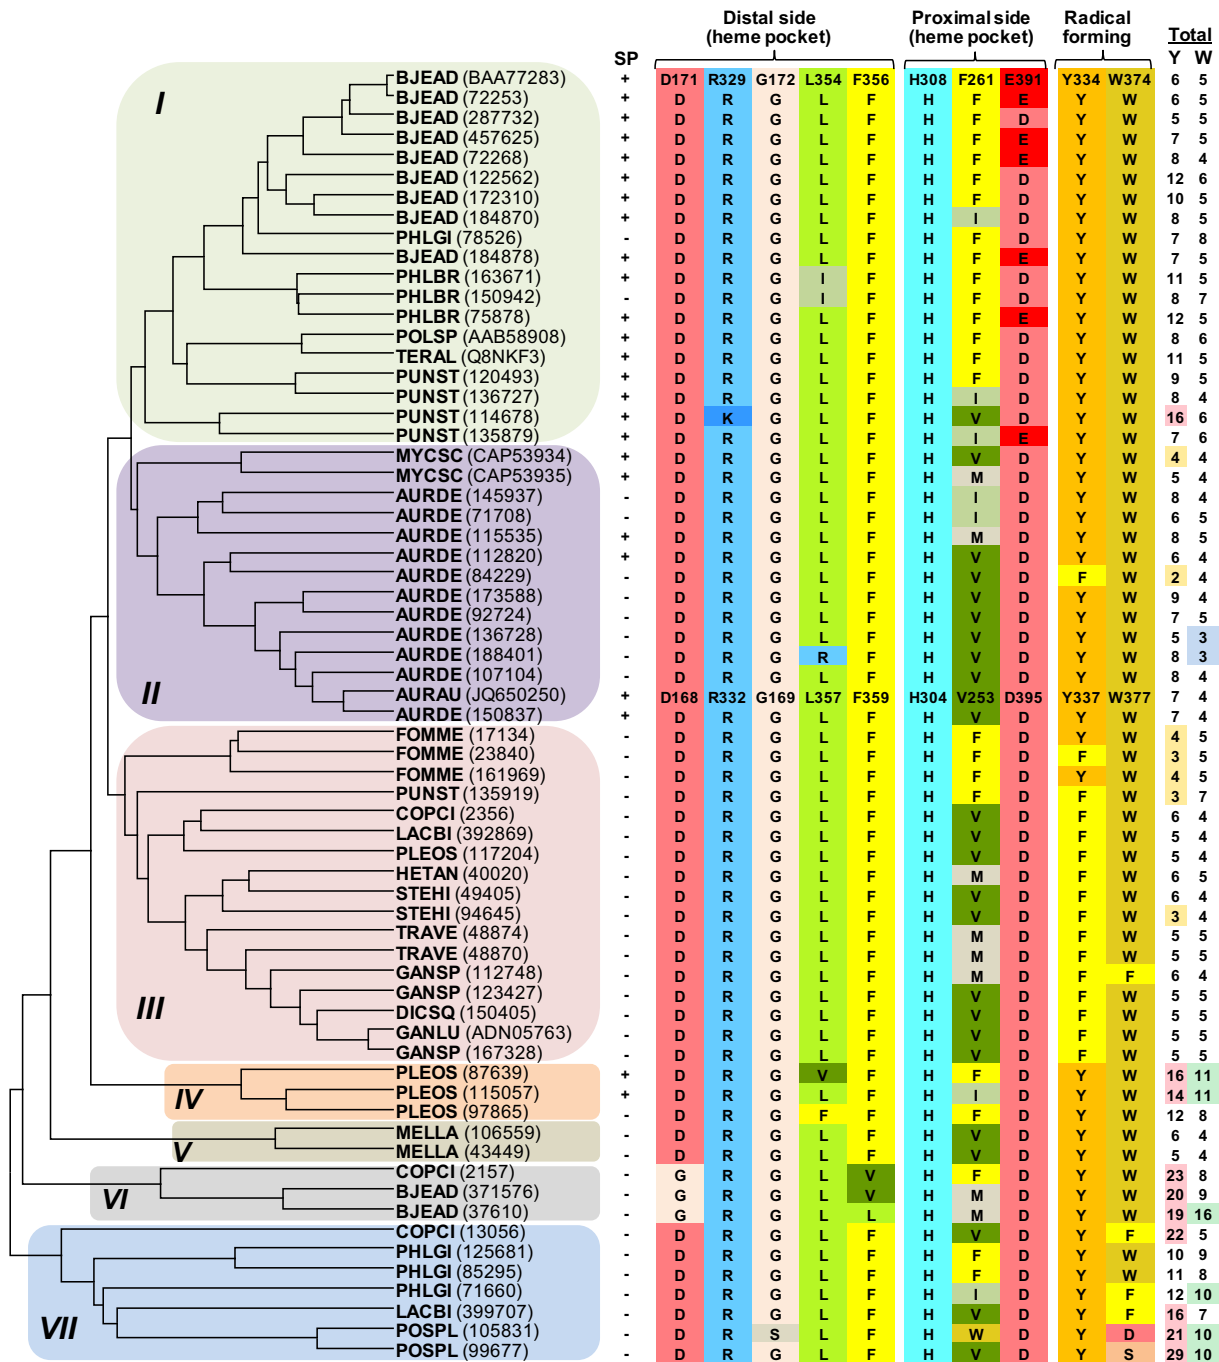 Distal side Proximal side Radical
(heme pocket) (heme pocket) forming Total
SP Y W
I
BJEAD (BAA77283) + D171 R329 G172 L354 F356 H308 F261 E391 Y334 W374 6 5
BJEAD (72253) + D R G L F H F E Y W 6 5
BJEAD (287732) + D R G L F H F D Y W 5 5
BJEAD (457625) + D R G L F H F E Y W 7 5
BJEAD (72268) + D R G L F H F E Y W 8 4
BJEAD (122562) + D R G L F H F D Y W 12 6
BJEAD (172310) + D R G L F H F D Y W 10 5
BJEAD (184870) + D R G L F H I D Y W 8 5
PHLGI (78526) - D R G L F H F D Y W 7 8
BJEAD (184878) + D R G L F H F E Y W 7 5
PHLBR (163671) + D R G I F H F D Y W 11 5
PHLBR (150942) - D R G I F H F D Y W 8 7
PHLBR (75878) + D R G L F H F E Y W 12 5
POLSP (AAB58908) + D R G L F H F D Y W 8 6
TERAL (Q8NKF3) + D R G L F H F D Y W 11 5
PUNST (120493) + D R G L F H F D Y W 9 5
PUNST (136727) + D R G L F H I D Y W 8 4
PUNST (114678) + D K G L F H V D Y W 16 6
PUNST (135879) + D R G L F H I E Y W 7 6
II
MYCSC (CAP53934) + D R G L F H V D Y W 4 4
MYCSC (CAP53935) + D R G L F H M D Y W 5 4
AURDE (145937) - D R G L F H I D Y W 8 4
AURDE (71708) - D R G L F H I D Y W 6 4
AURDE (115535) - D R G L F H M D Y W 8 5
AURDE (112820) + D R G L F H V D Y W 6 4
AURDE (84229) - D R G L F H V D F W 2 4
AURDE (173588) - D R G L F H V D Y W 9 4
AURDE (92724) - D R G L F H V D Y W 7 5
AURDE (136728) - D R G L F H V D Y W 5 3
AURDE (188401) - D R G R F H V D Y W 8 3
AURDE (107104) - D R G L F H V D Y W 8 4
AURAU (JQ650250) + D168 R332 G169 L357 F359 H304 V253 D395 Y337 W377 7 4
AURDE (150837) + D R G L F H V D Y W 7 4
III
FOMME (17134) - D R G L F H F D Y W 4 5
FOMME (23840) - D R G L F H F D F W 3 5
FOMME (161969) - D R G L F H F D Y W 4 5
PUNST (135919) - D R G L F H F D F W 3 7
COPCI (2356) - D R G L F H V D F W 6 4
LACBI (392869) - D R G L F H V D F W 5 4
PLEOS (117204) - D R G L F H V D F W 5 4
HETAN (40020) - D R G L F H M D F W 6 5
STEHI (49405) - D R G L F H V D F W 6 4
STEHI (94645) - D R G L F H V D F W 3 4
TRAVE (48874) - D R G L F H M D F W 5 5
TRAVE (48870) - D R G L F H M D F W 5 5
GANSP (112748) - D R G L F H M D F F 6 4
GANSP (123427) - D R G L F H V D F W 5 5
DICSQ (150405) - D R G L F H V D F W 5 5
GANLU (ADN05763) - D R G L F H V D F W 5 5
GANSP (167328) - D R G L F H V D F W 5 5
IV
PLEOS (87639) + D R G V F H F D Y W 16 11
PLEOS (115057) + D R G L F H I D Y W 14 11
PLEOS (97865) - D R G F F H F D Y W 12 8
V
MELLA (106559) - D R G L F H V D Y W 6 4
MELLA (43449) - D R G L F H V D Y W 5 4
VI
COPCI (2157) - G R G L V H F D Y W 23 8
BJEAD (371576) - G R G L V H M D Y W 20 9
BJEAD (37610) - G R G L L H M D Y W 19 16
VII
COPCI (13056) - D R G L F H V D Y F 22 5
PHLGI (125681) - D R G L F H F D Y W 10 9
PHLGI (85295) - D R G L F H F D Y W 11 8
PHLGI (71660) - D R G L F H I D Y F 12 10
LACBI (399707) - D R G L F H V D Y F 16 7
POSPL (105831) - D R S L F H W D Y D 21 10
POSPL (99677) - D R G L F H V D Y S 29 10